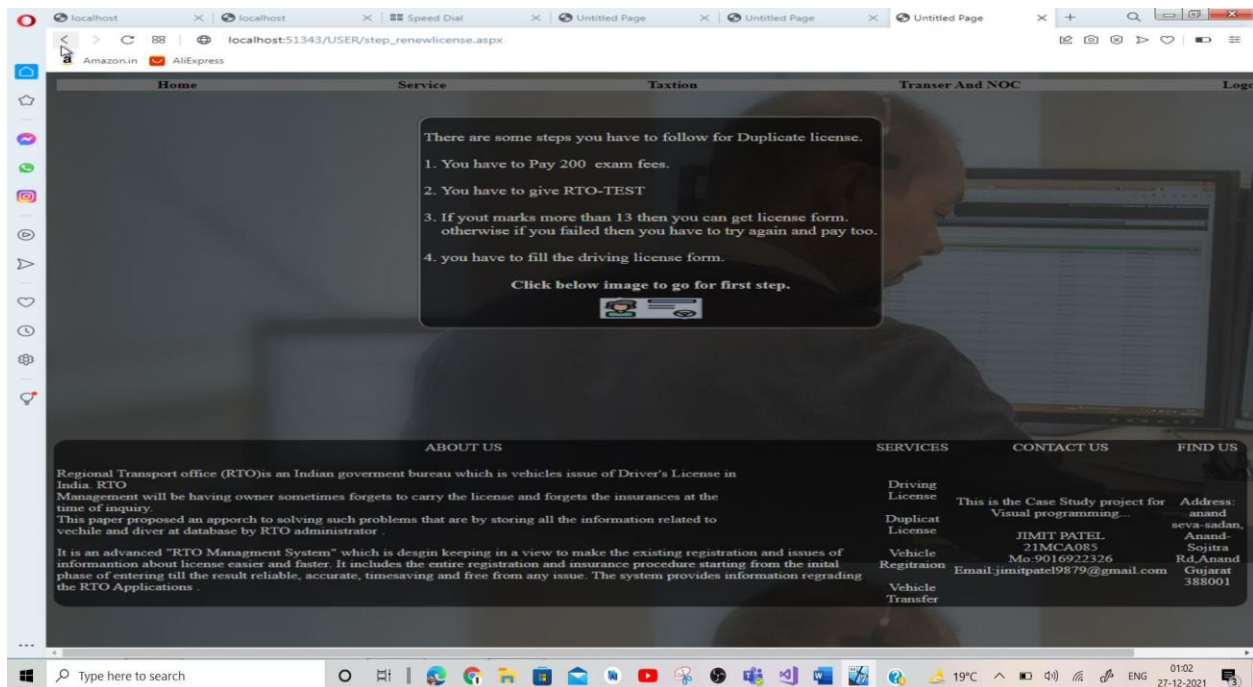 localhost
localhost
Speed Dial
Untitled Page
Untitled Page
Untitled Page
localhost:51343/USER/step_renewlicense.aspx
Amazon.in
AliExpress
Home Service Taxtion Transer And NOC Logo
There are some steps you have to follow for Duplicate license.
1. You have to Pay 200 exam fees.
2. You have to give RTO-TEST
3. If yout marks more than 13 then you can get license form.
otherwise if you failed then you have to try again and pay too.
4. you have to fill the driving license form.
Click below image to go for first step.
ABOUT US
Regional Transport office (RTO)is an Indian goverment bureau which is vehicles issue of Driver's License in
India. RTO
Management will be having owner sometimes forgets to carry the license and forgets the insurances at the
time of inquiry.
This paper proposed an apporch to solving such problems that are by storing all the information related to
vechile and diver at database by RTO administrator .
It is an advanced "RTO Managment System" which is desgin keeping in a view to make the existing registration and issues of
informantion about license easier and faster. It includes the entire registration and insurance procedure starting from the inital
phase of entering till the result reliable, accurate, timesaving and free from any issue. The system provides information regrading
the RTO Applications .
SERVICES
Driving
License
Duplicat
License
Vehicle
Regitraion
Vehicle
Transfer
CONTACT US
This is the Case Study project for
Visual programming...
JIMIT PATEL
21MCA085
Mo:9016922326
Email:jimitpatel9879@gmail.com
FIND US
Address:
anand
seva-sadan,
Anand-
Sojitra
Rd,Anand
Gujarat
388001
Type here to search
19°C
ENG
01:02
27-12-2021
3